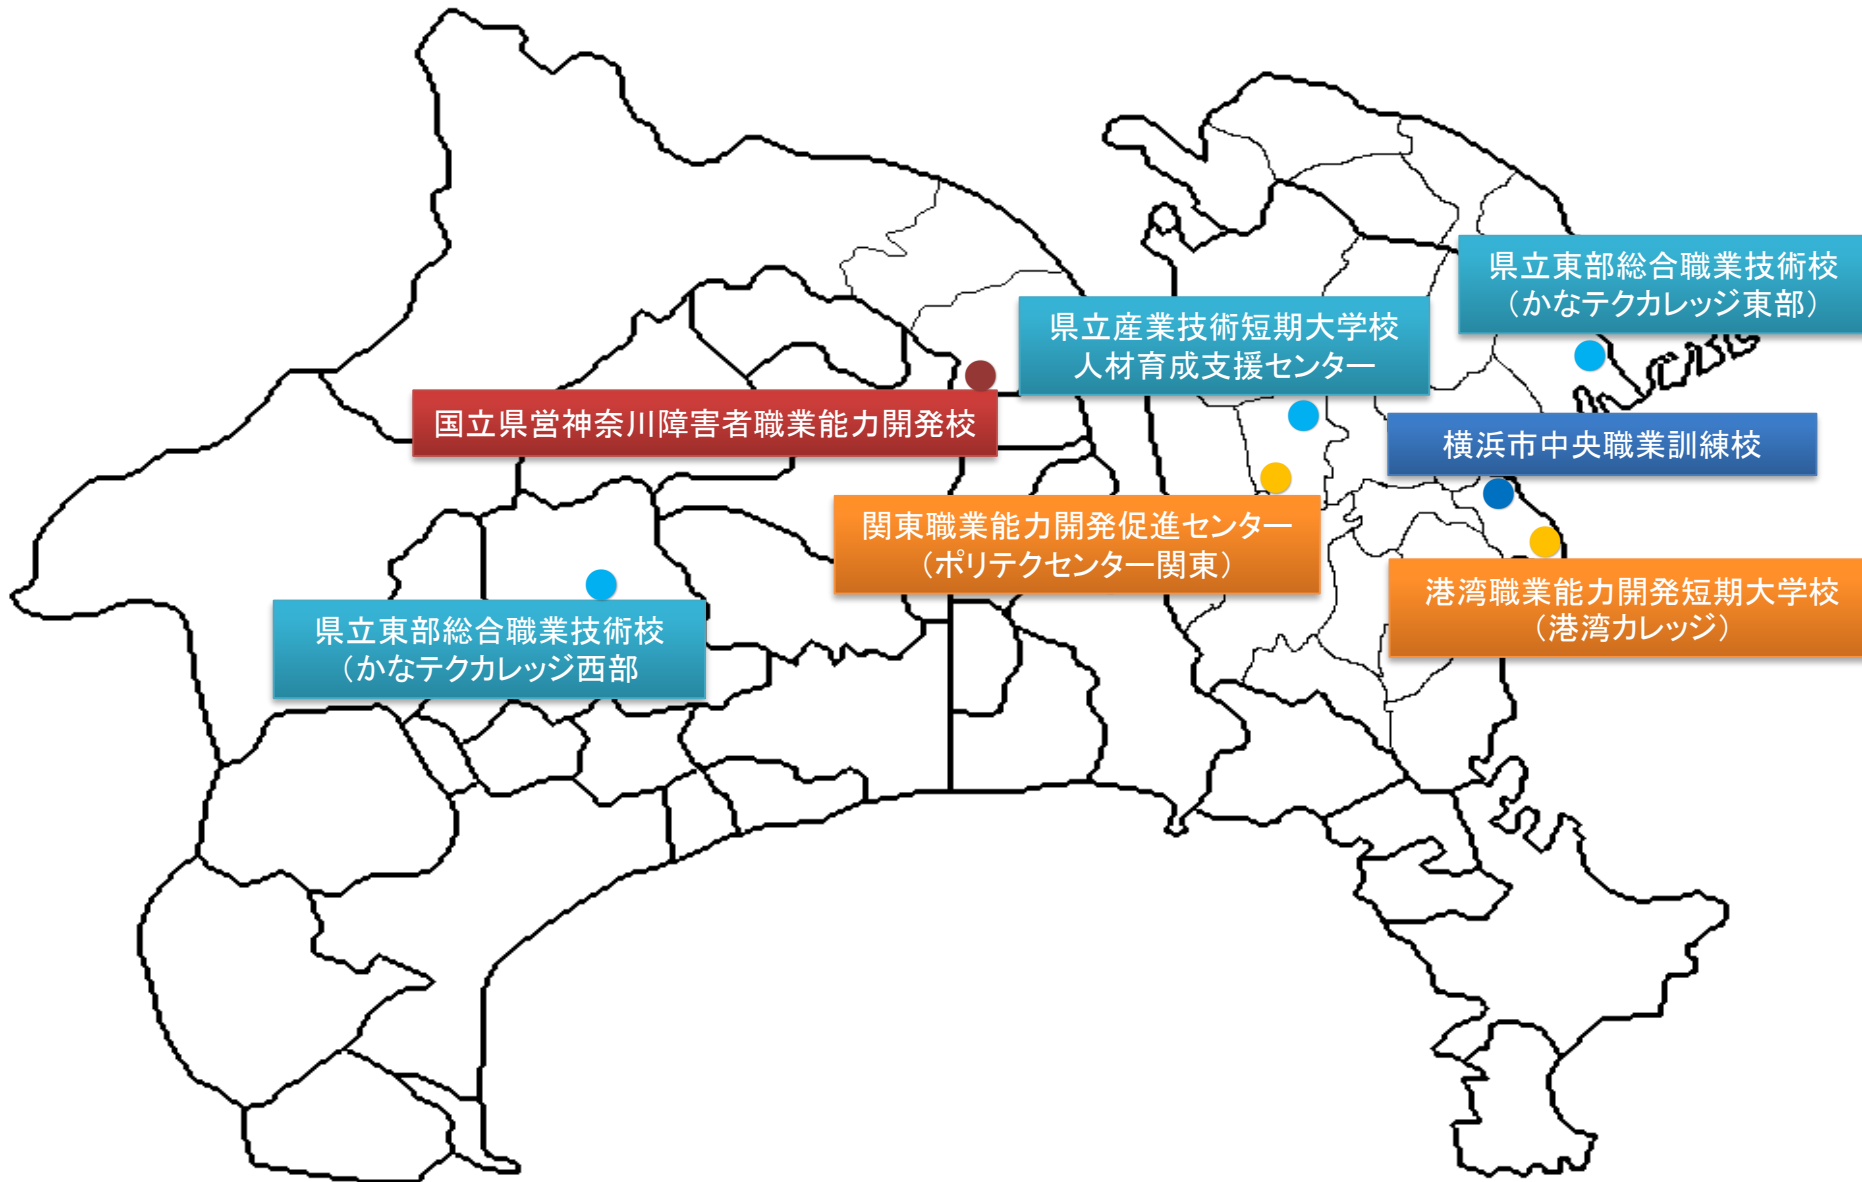 県立東部総合職業技術校
（かなテクカレッジ東部）
県立産業技術短期大学校
人材育成支援センター
国立県営神奈川障害者職業能力開発校
横浜市中央職業訓練校
関東職業能力開発促進センター
（ポリテクセンター関東）
港湾職業能力開発短期大学校
（港湾カレッジ）
県立東部総合職業技術校
（かなテクカレッジ西部